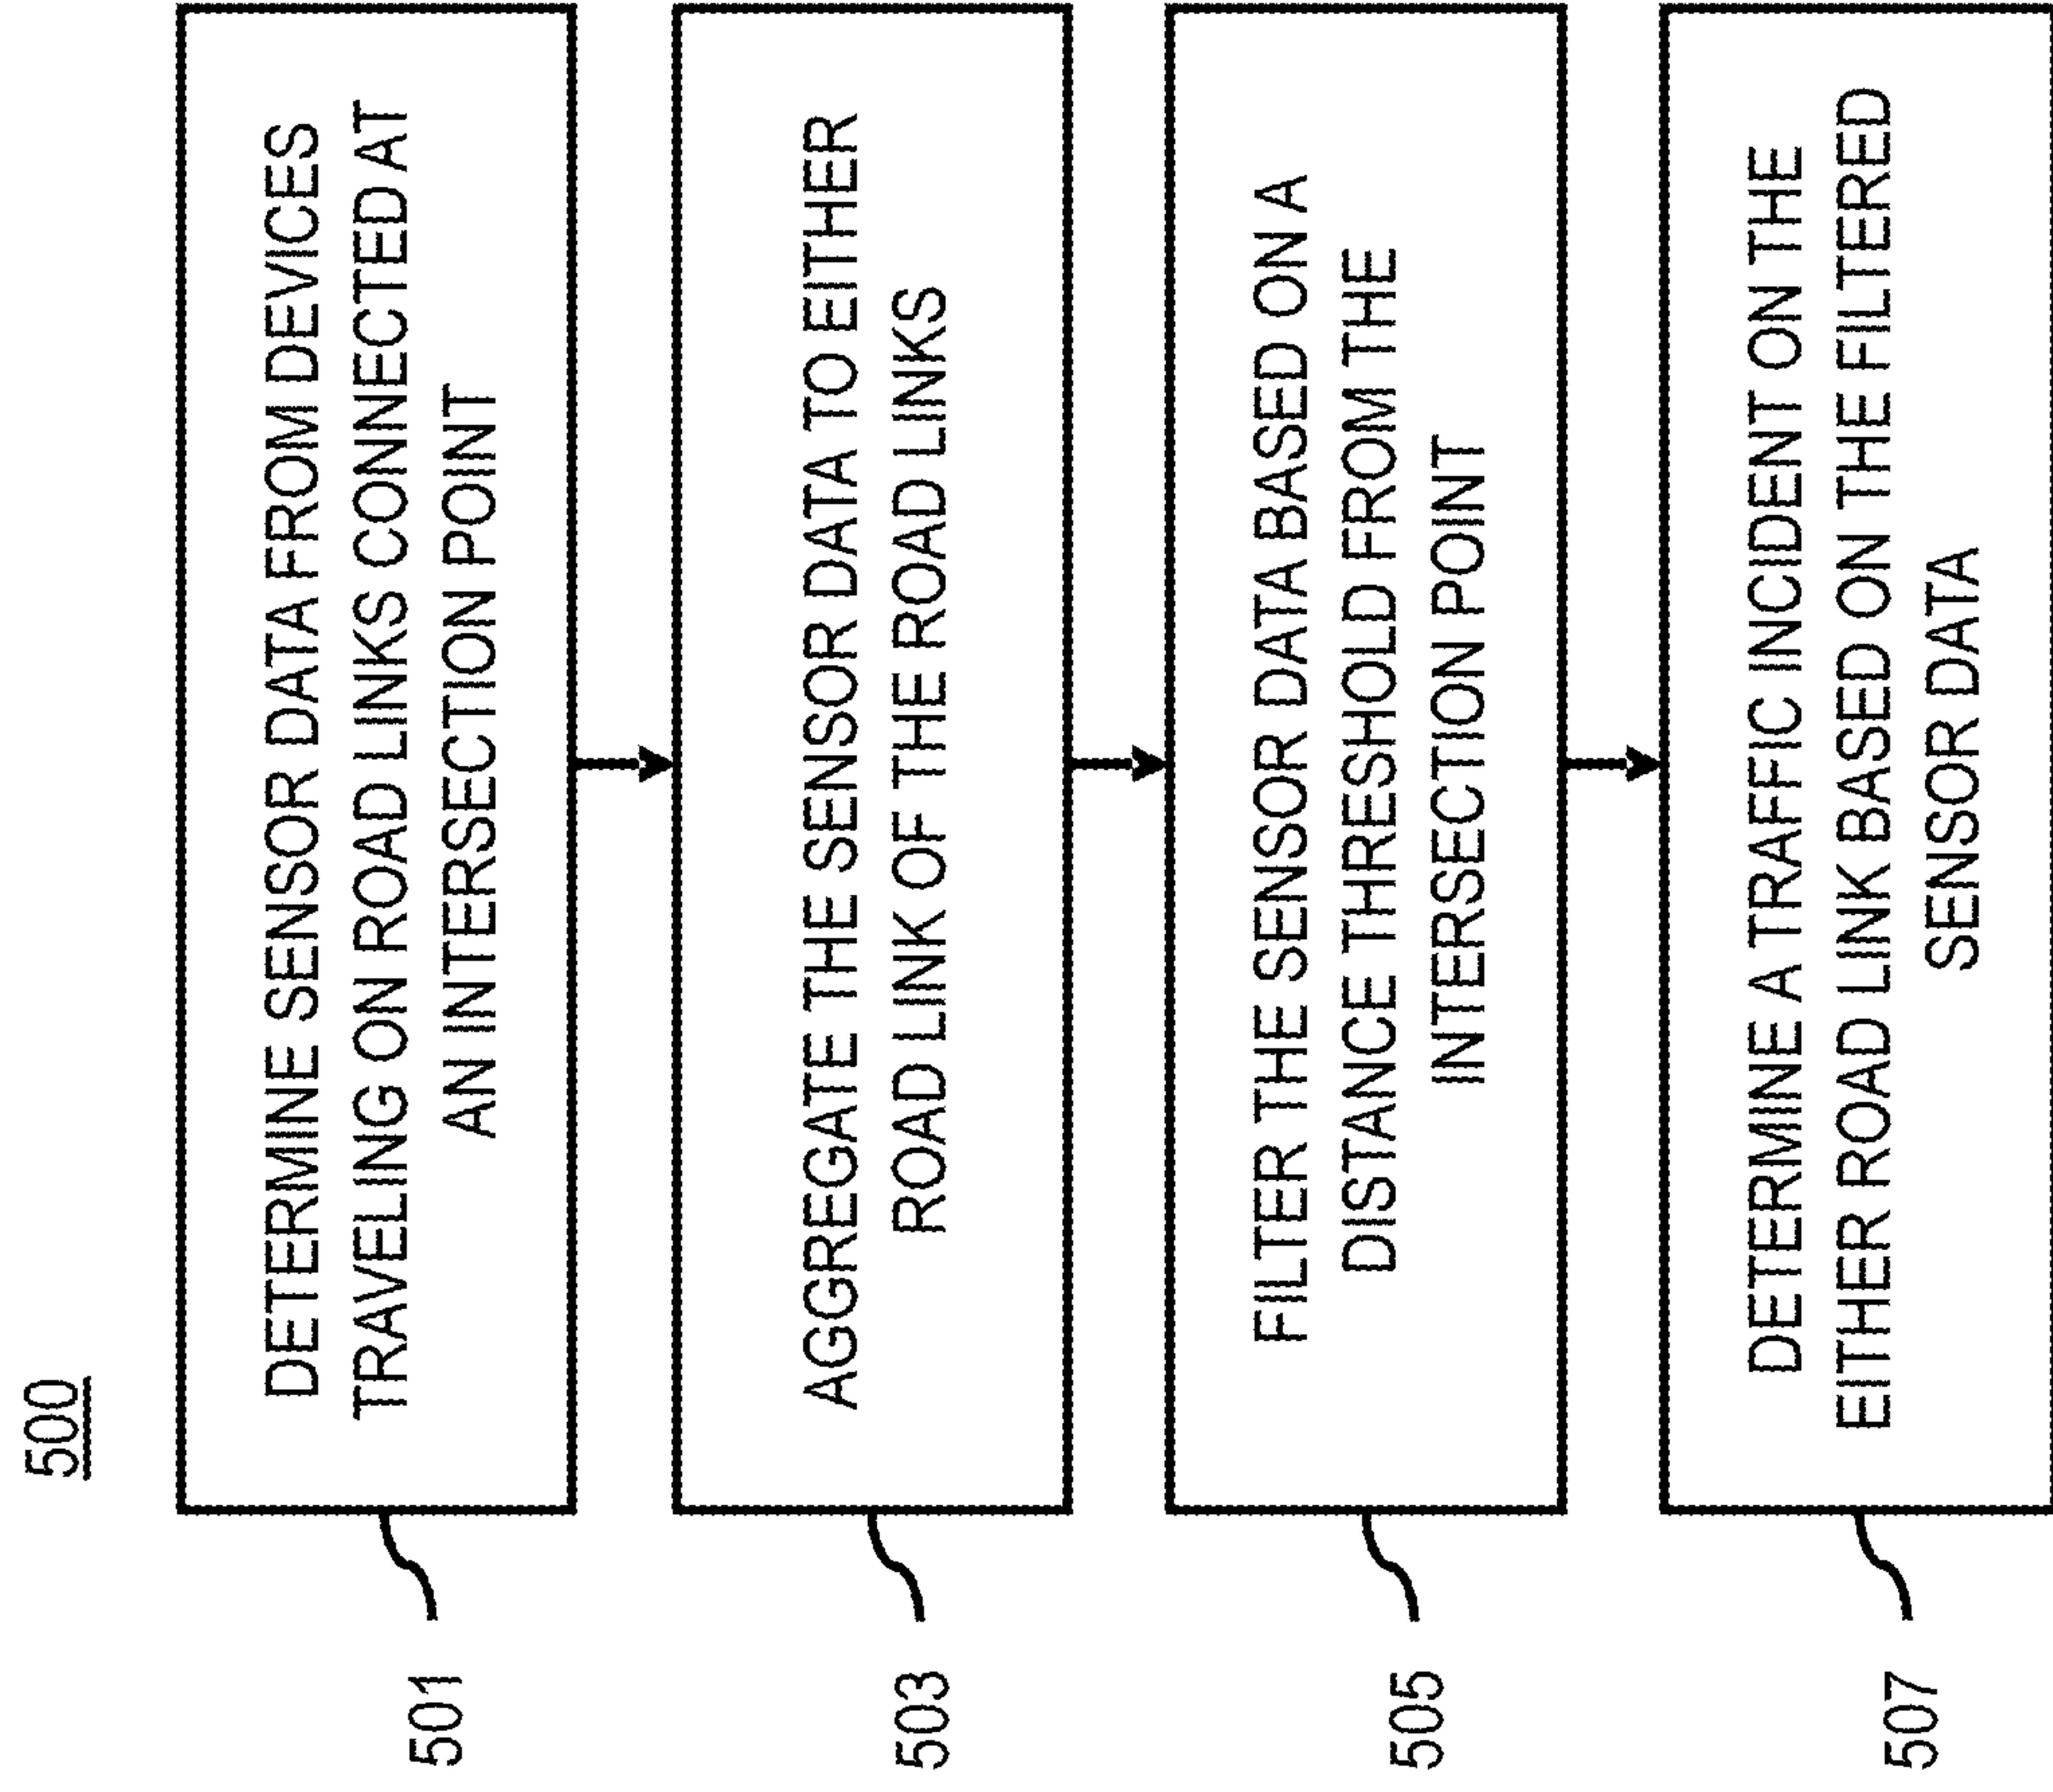 500
501
DETERMINE SENSOR DATA FROM DEVICES
TRAVELING ON ROAD LINKS CONNECTED AT
AN INTERSECTION POINT
503
AGGREGATE THE SENSOR DATA TO EITHER
ROAD LINK OF THE ROAD LINKS
505
FILTER THE SENSOR DATA BASED ON A
DISTANCE THRESHOLD FROM THE
INTERSECTION POINT
507
DETERMINE A TRAFFIC INCIDENT ON THE
EITHER ROAD LINK BASED ON THE FILTERED
SENSOR DATA